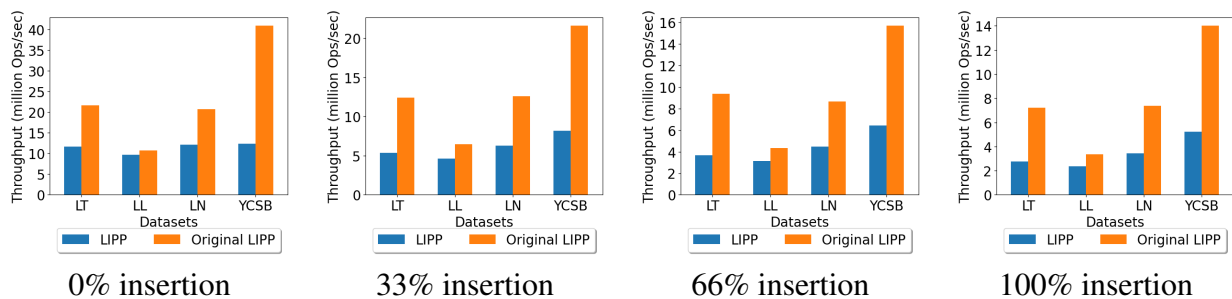 Throughput (million Ops/sec)
40
35
30
25
20
15
10
5
0
LT LL LN YCSB
Datasets
LIPP Original LIPP
0% insertion
Throughput (million Ops/sec)
20
15
10
5
0
LT LL LN YCSB
Datasets
LIPP Original LIPP
33% insertion
Throughput (million Ops/sec)
16
14
12
10
8
6
4
2
0
LT LL LN YCSB
Datasets
LIPP Original LIPP
66% insertion
Throughput (million Ops/sec)
14
12
10
8
6
4
2
0
LT LL LN YCSB
Datasets
LIPP Original LIPP
100% insertion